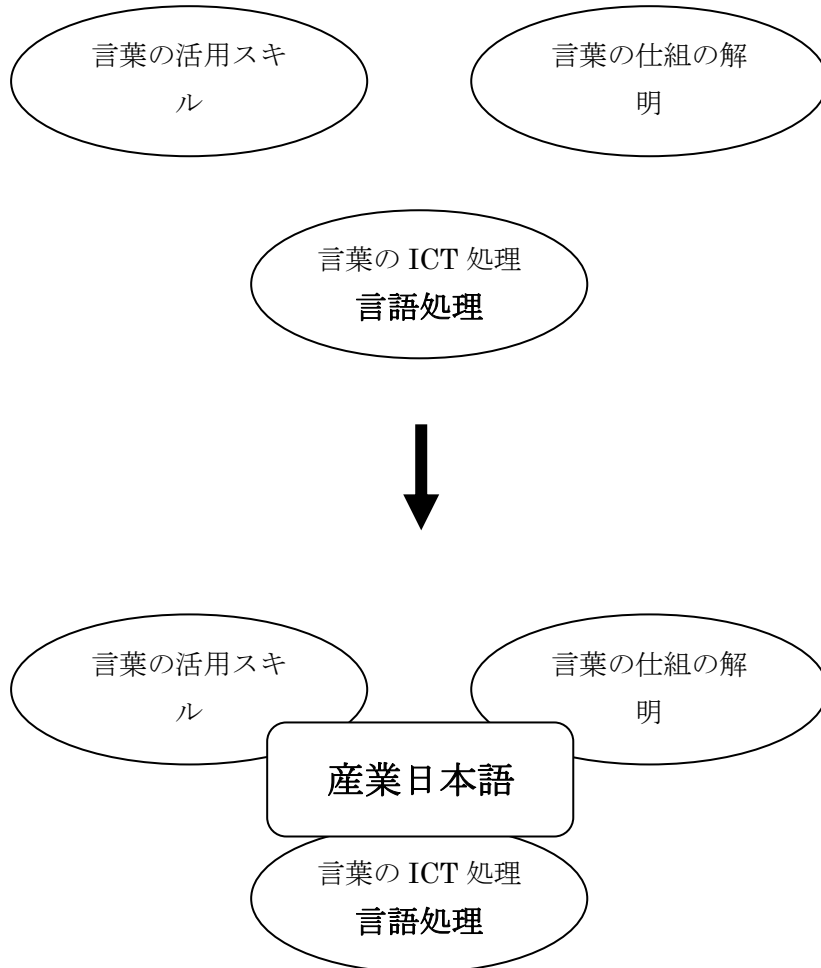 言葉の活用スキ
ル
言葉の仕組の解
明
言葉の ICT 処理
言語処理
言葉の活用スキ
ル
言葉の仕組の解
明
産業日本語
言葉の ICT 処理
言語処理